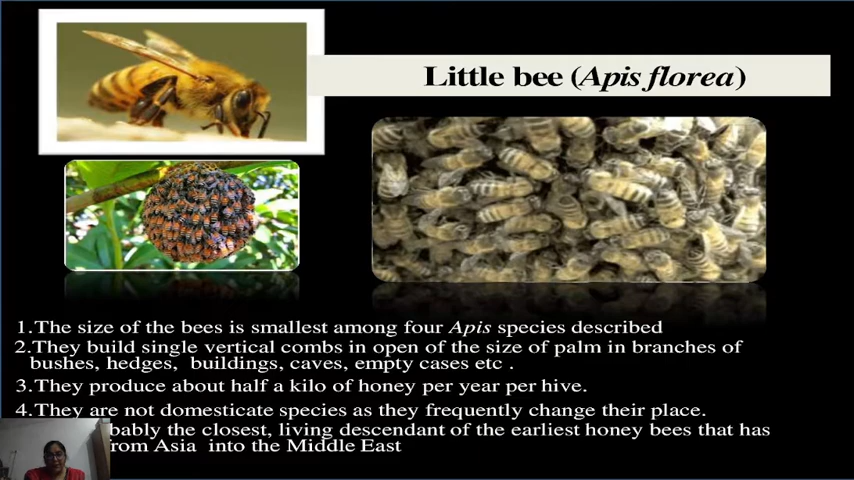 Little bee (Apis florea)
1.The size of the bees is smallest among four Apis species described
2.They build single vertical combs in open of the size of palm in branches of
bushes, hedges, buildings, caves, empty cases etc .
3.They produce about half a kilo of honey per year per hive.
4.They are not domesticate species as they frequently change their place.
the closest, living descendant of the earliest honey bees that has
Asia into the Middle East